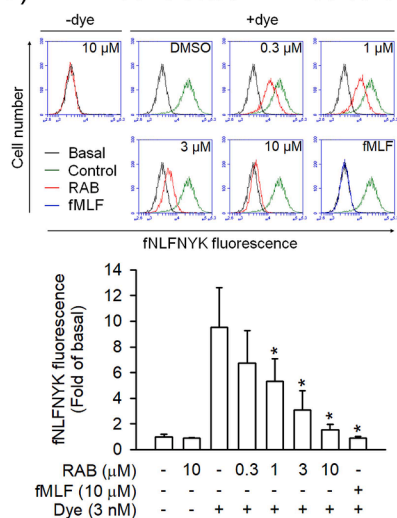 -dye +dye
10 µM DMSO 0.3 µM 1 µM
Cell number
3 µM 10 µM fMLF
Basal
Control
RAB
fMLF
fNLFNYK fluorescence
fNLFNYK fluorescence
(Fold of basal)
14
12
10
8
6
4
2
0
* * * *
RAB (µM) - 10 - 0.3 1 3 10 -
fMLF (10 µM) - - - - - - - +
Dye (3 nM) - - + + + + + +